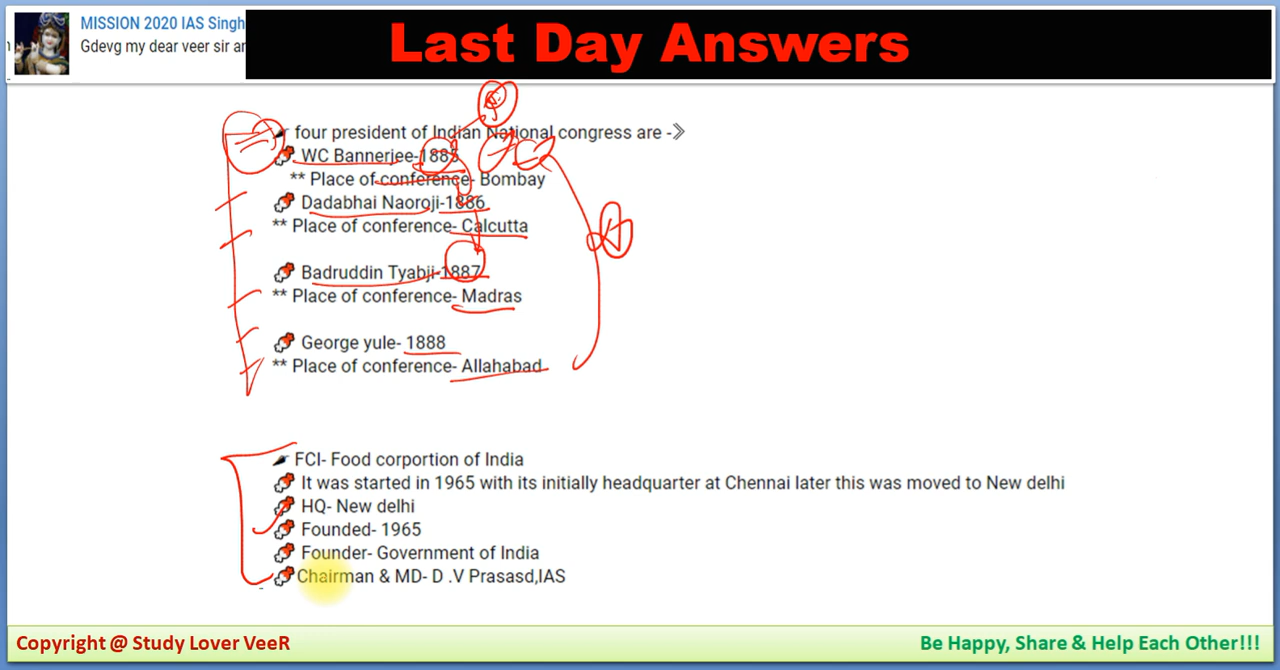 MISSION 2020 IAS Singh
Gdevg my dear veer sir ar
Last Day Answers
four president of Indian National congress are -》
WC Bannerjee-1885
** Place of conference- Bombay
Dadabhai Naoroji-1886
** Place of conference- Calcutta
Badruddin Tyabji-1887
** Place of conference- Madras
George yule- 1888
** Place of conference- Allahabad
FCI- Food corportion of India
It was started in 1965 with its initially headquarter at Chennai later this was moved to New delhi
HQ- New delhi
Founded- 1965
Founder- Government of India
Chairman & MD- D .V Prasasd,IAS
Copyright @ Study Lover VeeR
Be Happy, Share & Help Each Other!!!